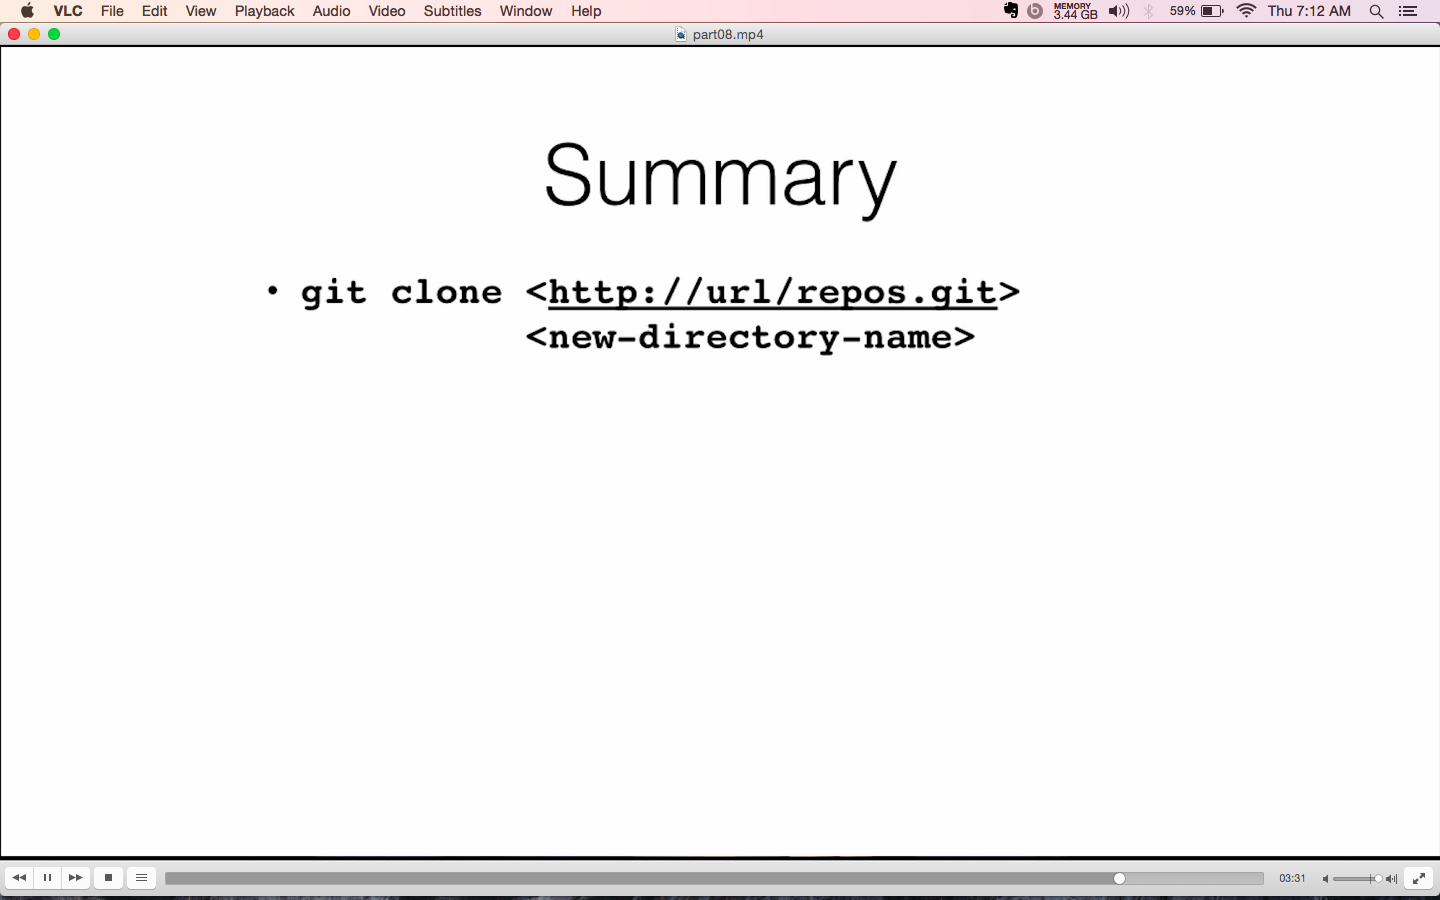 VLC File Edit View Playback Audio Video Subtitles Window Help MEMORY 3.44 GB 59% Thu 7:12 AM
part08.mp4
Summary
• git clone <http://url/repos.git>
<new-directory-name>
03:31